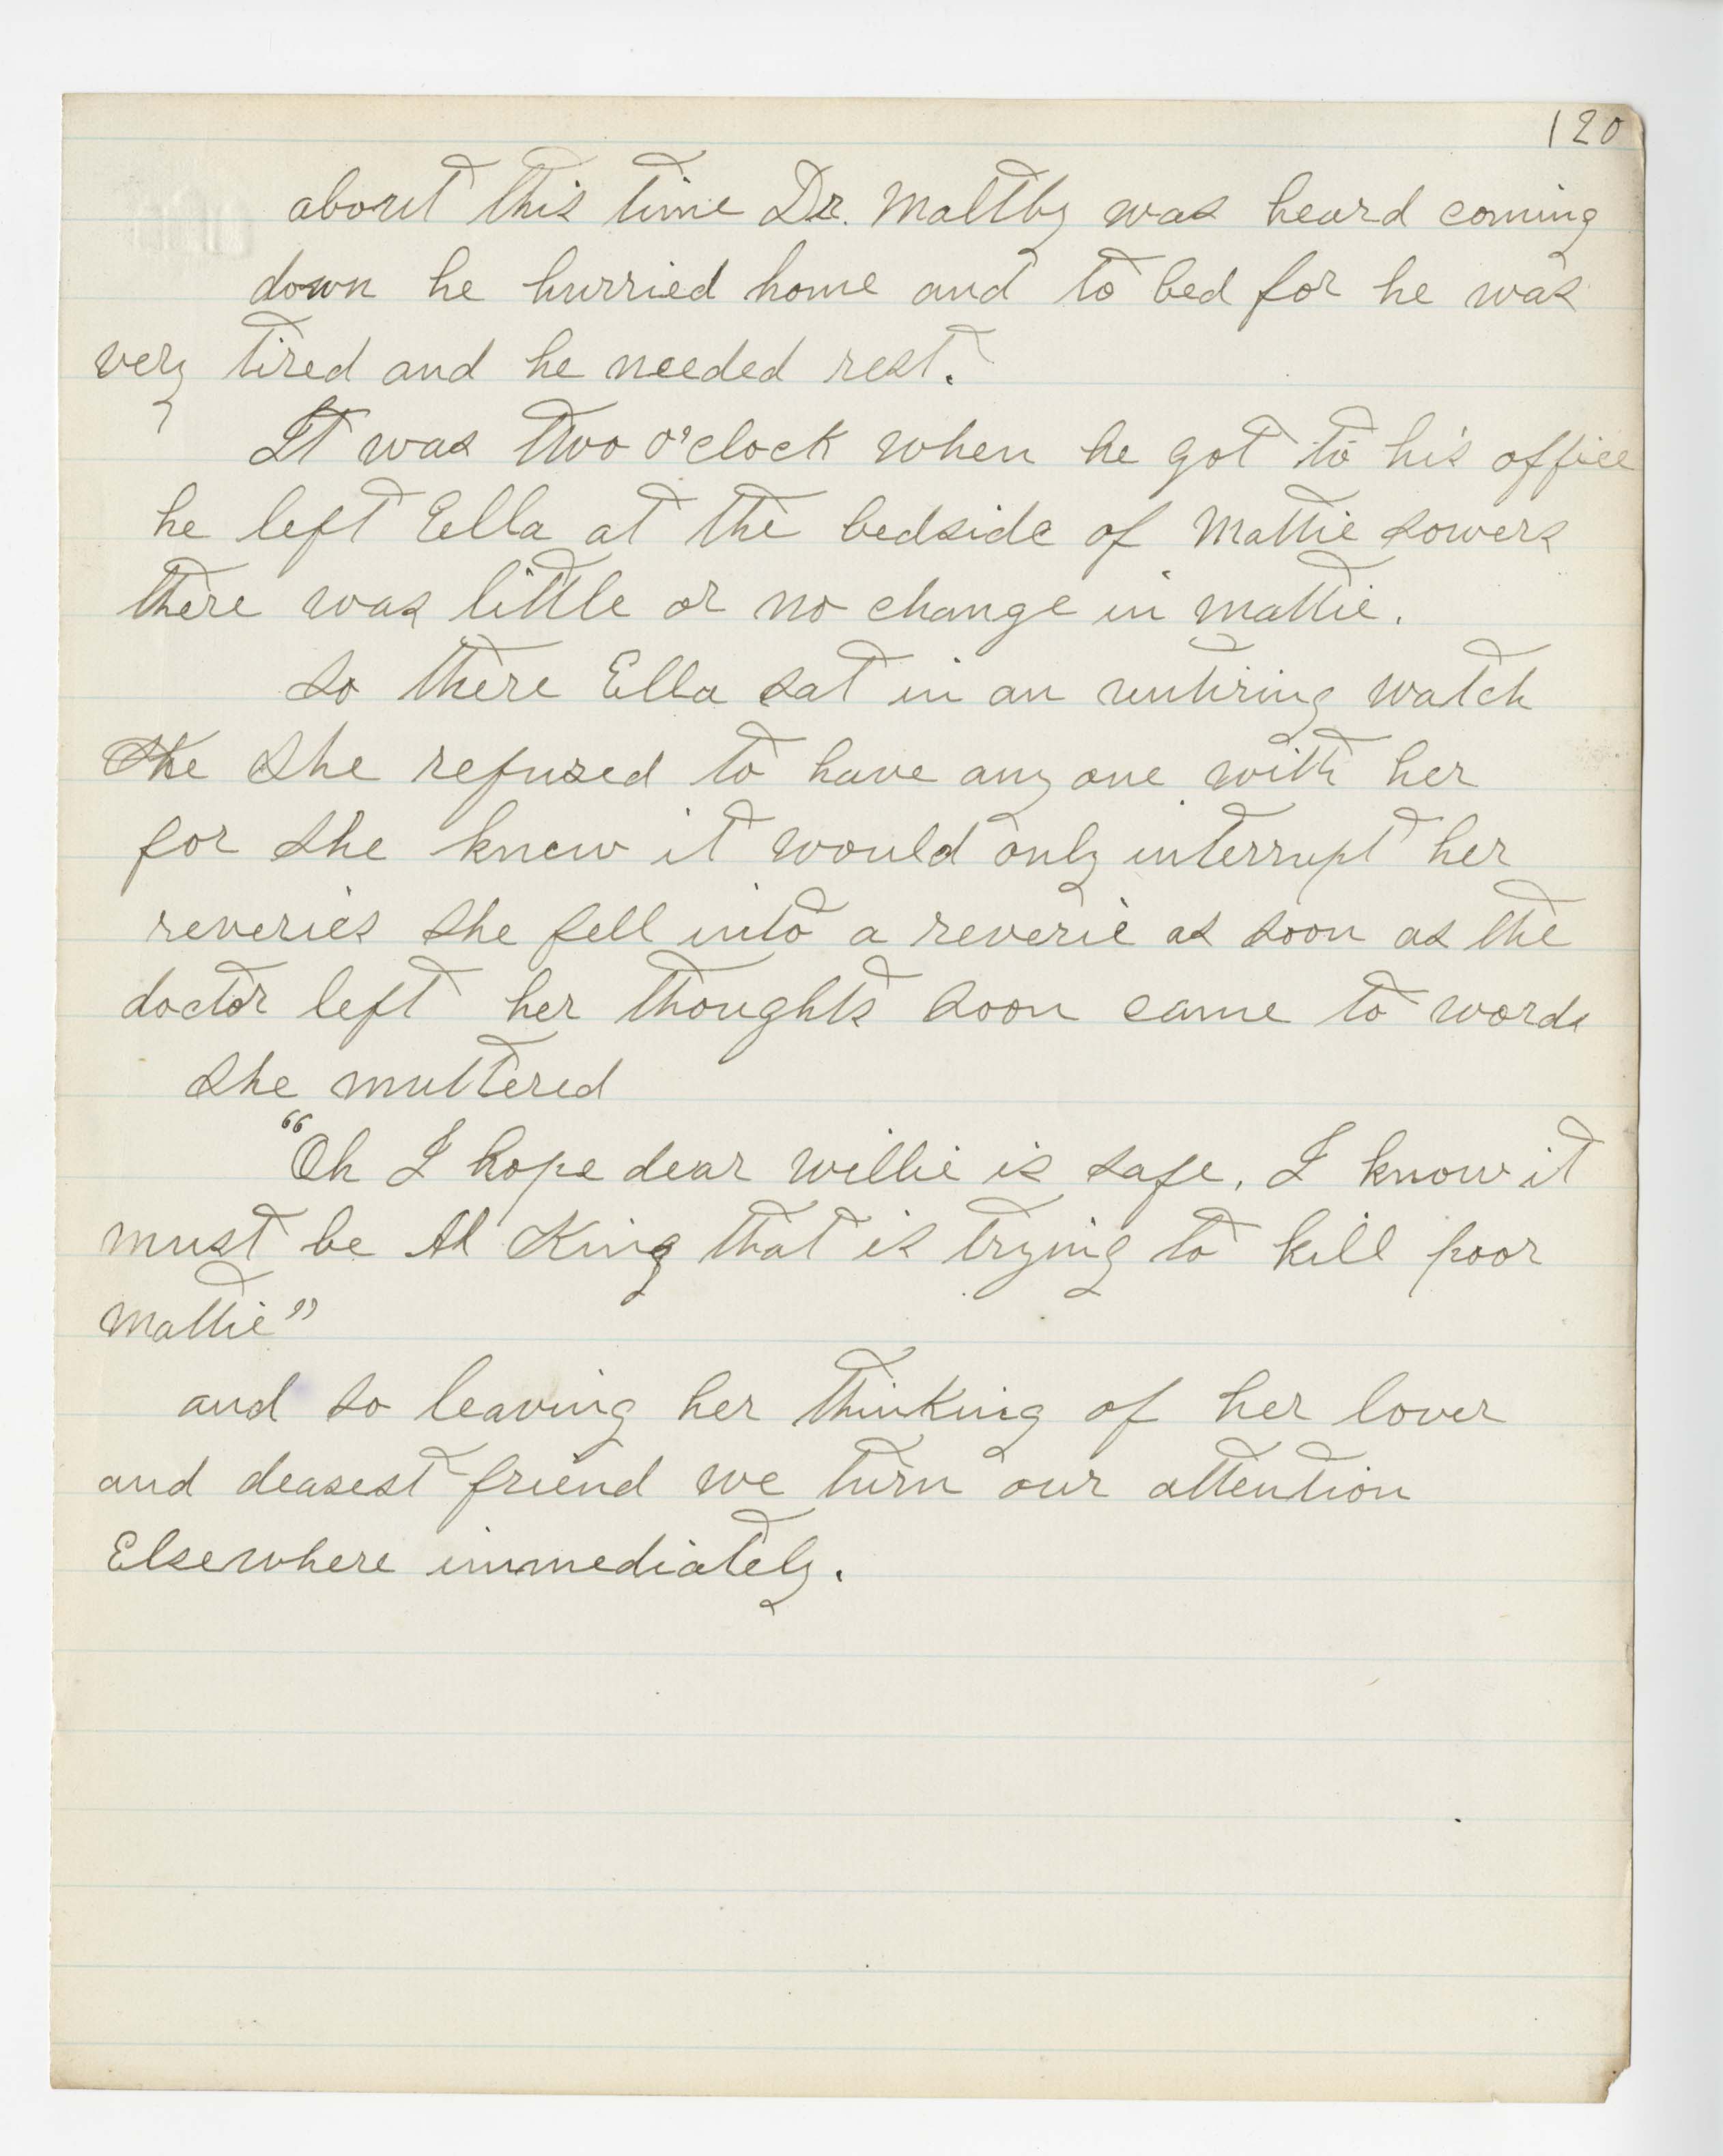 120
about this time Dr. Maltby was heard coming
down he hurried home and to bed for he was
very tired and he needed rest.
It was two o'clock when he got to his office
he left Ella at the bedside of Mattie Sowers
there was little or no change in Mattie.
So there Ella sat in an untiring watch
She refused to have any one with her
for she knew it would only interrupt her
reveries she fell into a reverie as soon as the
doctor left her thoughts soon came to words
She muttered
"Oh I hope dear Willie is safe. I know it
must be Al King that is trying to kill poor
Mattie"
and so leaving her thinking of her lover
and dearest friend we turn our attention
Elsewhere immediately.